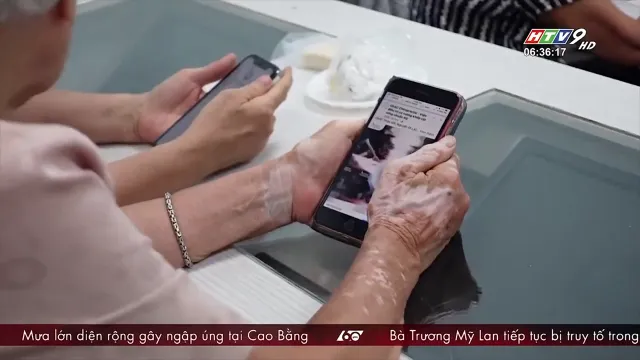 HTV9 HD
06:36:17
Mưa lớn diện rộng gây ngập úng tại Cao Bằng 60 Bà Trương Mỹ Lan tiếp tục bị truy tố trong